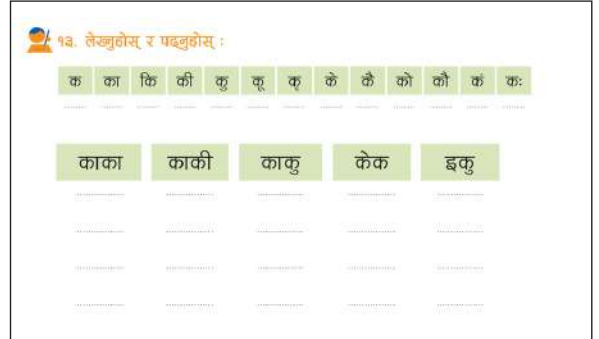 १३. लेख्नुहोस् र पढ्नुहोस् :
क का कि की कु कू कृ के कै को कौ कं कः
काका काकी काकु केक इकु